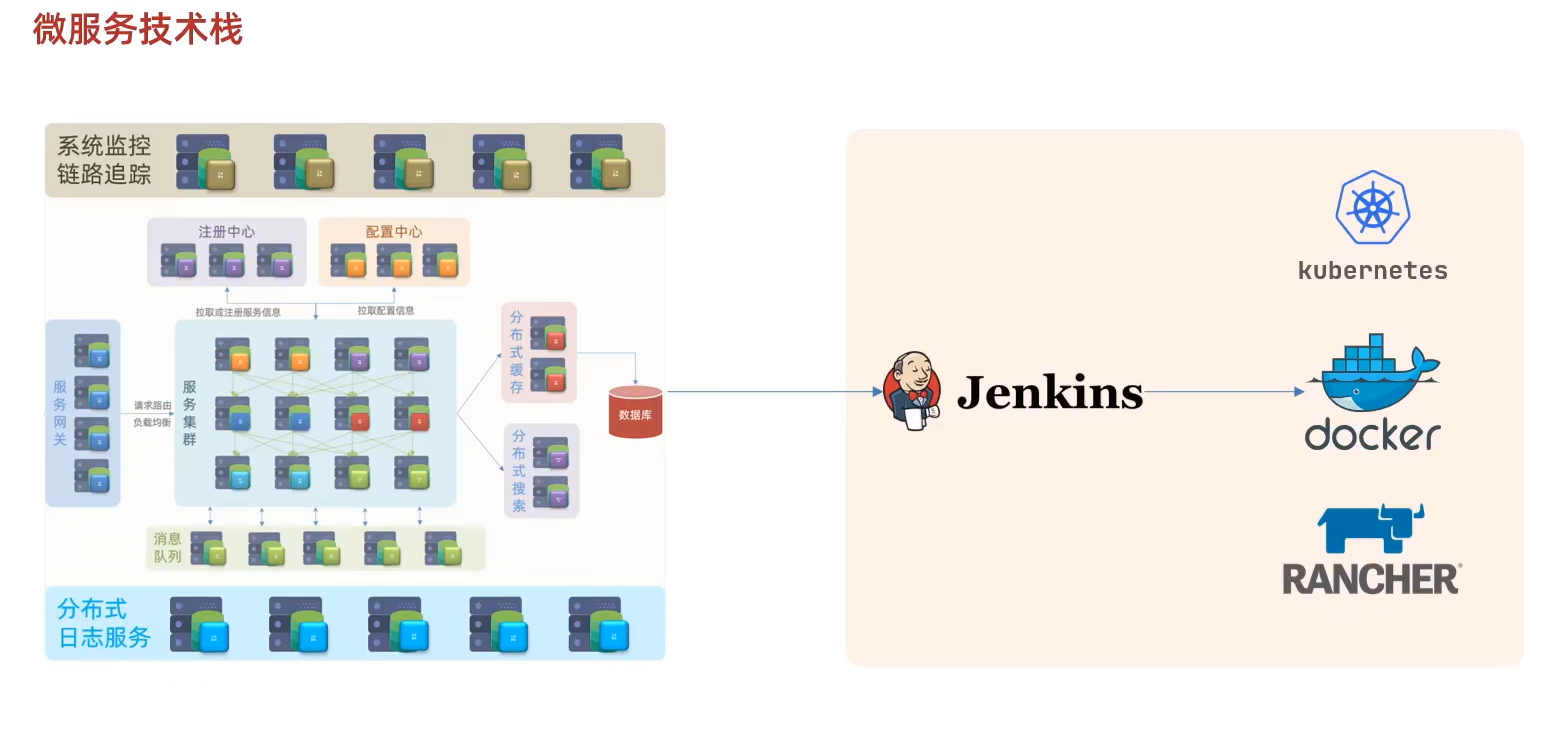 微服务技术栈
系统监控
链路追踪
注册中心
配置中心
拉取或注册服务信息
拉取配置信息
服务网关
请求路由
负载均衡
服务集群
分布式缓存
分布式搜索
数据库
消息
队列
分布式
日志服务
kubernetes
Jenkins
docker
RANCHER